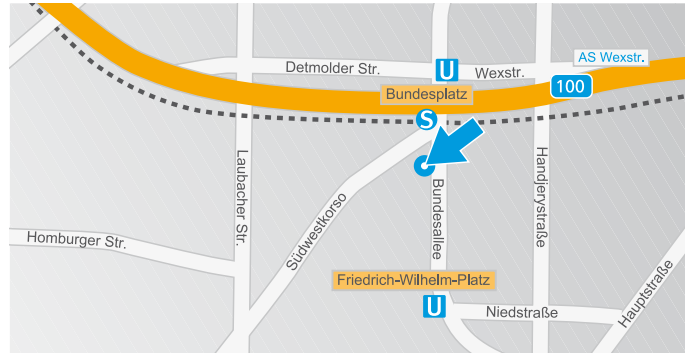 AS Wexstr.
Detmolder Str.
U
Wexstr.
100
Bundesplatz
S
Laubacher Str.
Südwestkorso
Bundesallee
Handjerystraße
Homburger Str.
Friedrich-Wilhelm-Platz
U
Niedstraße
Hauptstraße